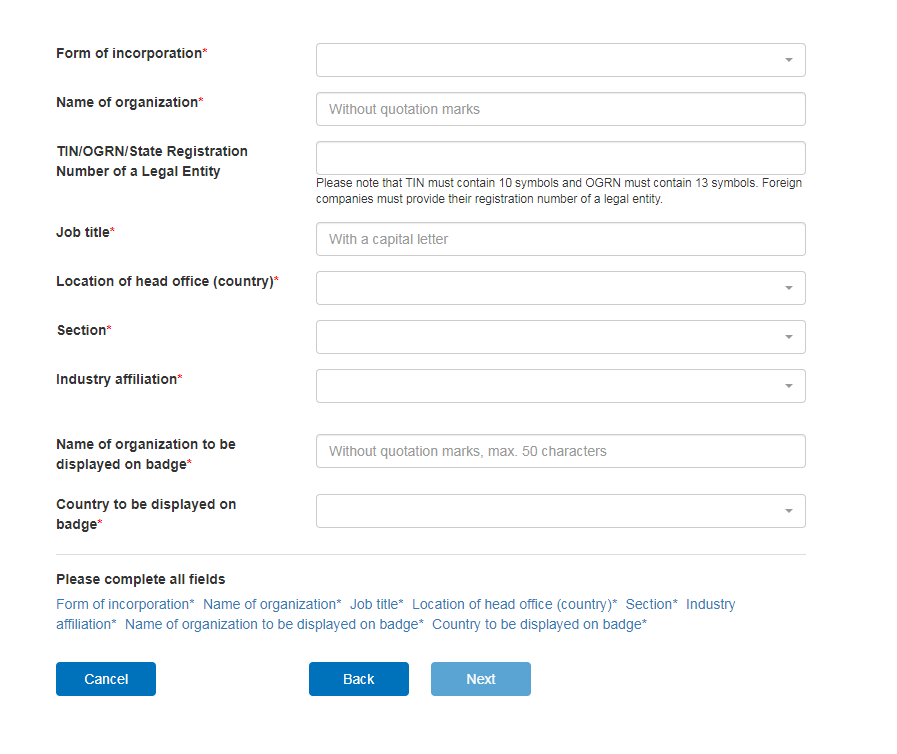 Form of incorporation*
Name of organization*
Without quotation marks
TIN/OGRN/State Registration
Number of a Legal Entity
Please note that TIN must contain 10 symbols and OGRN must contain 13 symbols. Foreign
companies must provide their registration number of a legal entity.
Job title*
With a capital letter
Location of head office (country)*
Section*
Industry affiliation*
Name of organization to be
displayed on badge*
Without quotation marks, max. 50 characters
Country to be displayed on
badge*
Please complete all fields
Form of incorporation* Name of organization* Job title* Location of head office (country)* Section* Industry
affiliation* Name of organization to be displayed on badge* Country to be displayed on badge*
Cancel Back Next